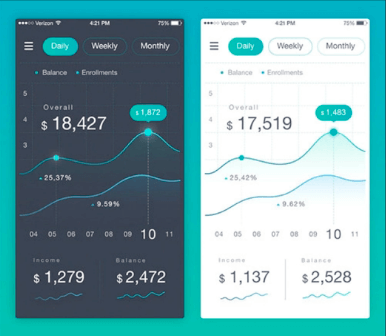 Verizon 4:21 PM 75%
Daily Weekly Monthly
Balance Enrollments
5
Overall
$ 1,872
4
$ 18,427
3
25,37%
9.59%
04 05 06 07 08 09 10 11
Income Balance
$ 1,279 $ 2,472
Verizon 4:21 PM 75%
Daily Weekly Monthly
Balance Enrollments
5
Overall
$ 1,483
4
$ 17,519
3
25,42%
9.62%
04 05 06 07 08 09 10 11
Income Balance
$ 1,137 $ 2,528